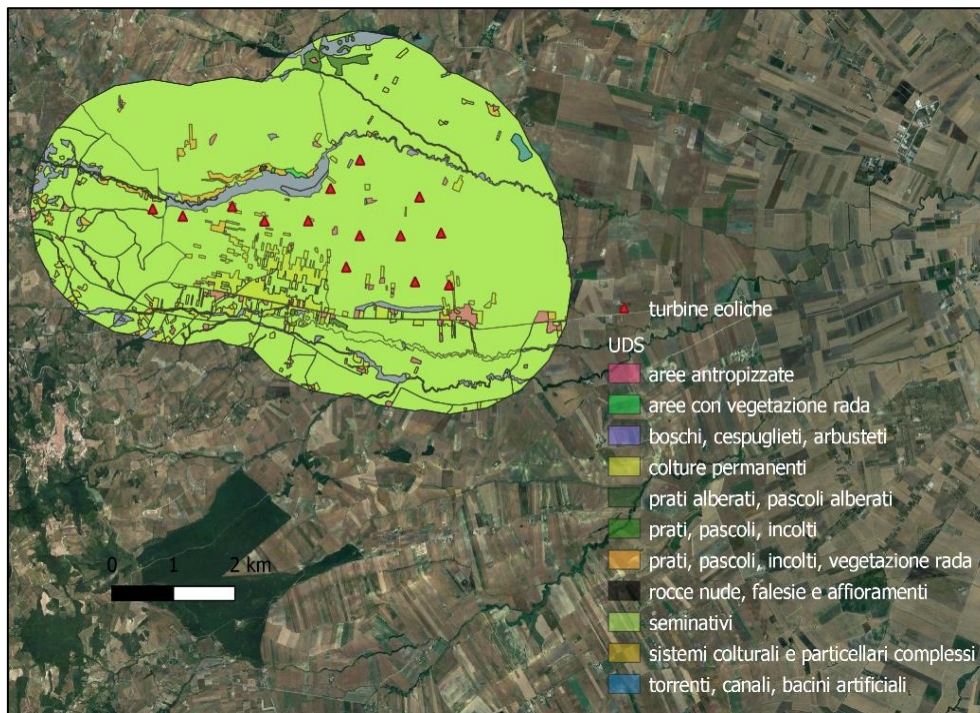 turbine eoliche
UDS
aree antropizzate
aree con vegetazione rada
boschi, cespuglieti, arbusteti
colture permanenti
prati alberati, pascoli alberati
prati, pascoli, incolti
prati, pascoli, incolti, vegetazione rada
rocce nude, falesie e affioramenti
seminativi
sistemi colturali e particellari complessi
torrenti, canali, bacini artificiali
0 1 2 km